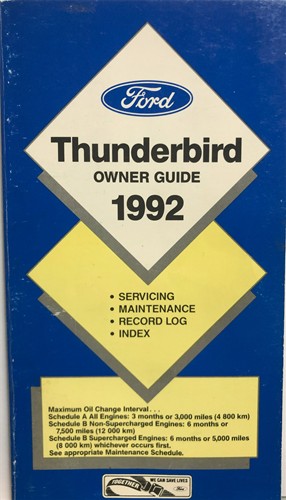 Ford
Thunderbird
OWNER GUIDE
1992
• SERVICING
• MAINTENANCE
• RECORD LOG
• INDEX
Maximum Oil Change Interval . . .
Schedule A All Engines: 3 months or 3,000 miles (4 800 km)
Schedule B Non-Supercharged Engines: 6 months or
7,500 miles (12 000 km)
Schedule B Supercharged Engines: 6 months or 5,000 miles
(8 000 km) whichever occurs first.
See appropriate Maintenance Schedule.
TOGETHER WE CAN SAVE LIVES
Ford